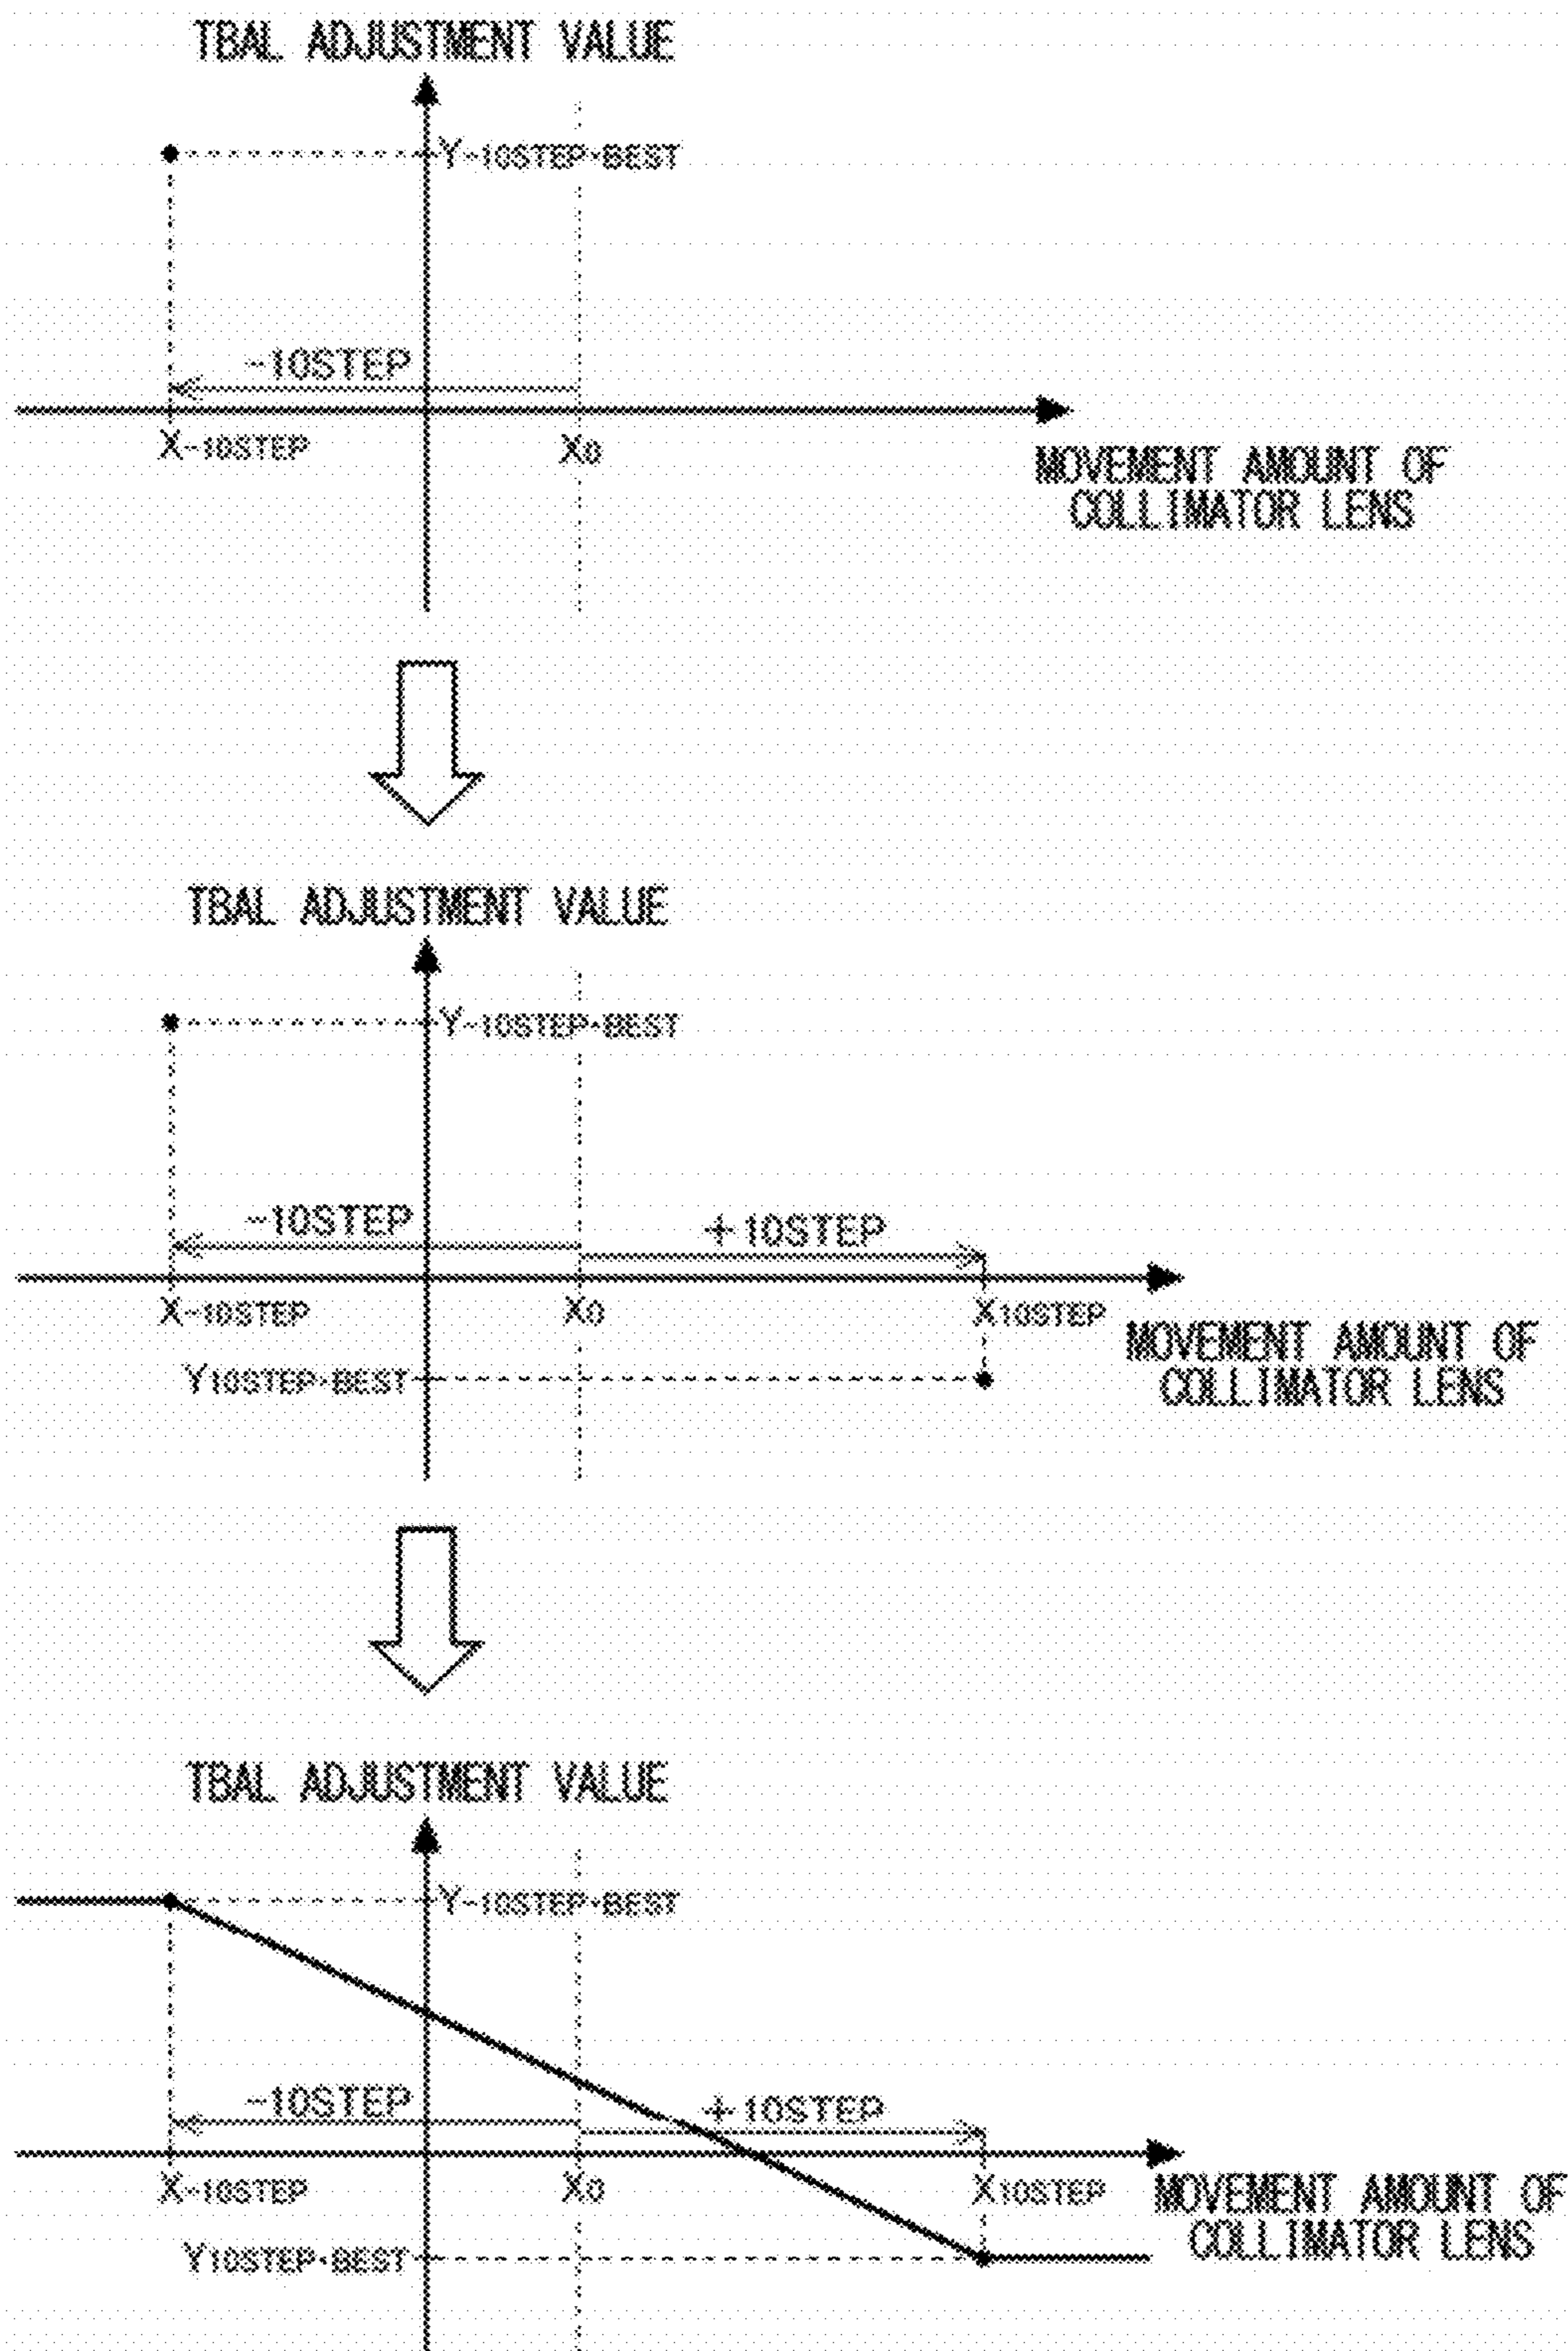 TBAL ADJUSTMENT VALUE
Y-10STEP·BEST
-10STEP
X-10STEP X0
MOVEMENT AMOUNT OF
COLLIMATOR LENS
TBAL ADJUSTMENT VALUE
Y-10STEP·BEST
-10STEP +10STEP
X-10STEP X0 X10STEP
MOVEMENT AMOUNT OF
COLLIMATOR LENS
Y10STEP·BEST
TBAL ADJUSTMENT VALUE
Y-10STEP·BEST
-10STEP +10STEP
X-10STEP X0 X10STEP
MOVEMENT AMOUNT OF
COLLIMATOR LENS
Y10STEP·BEST